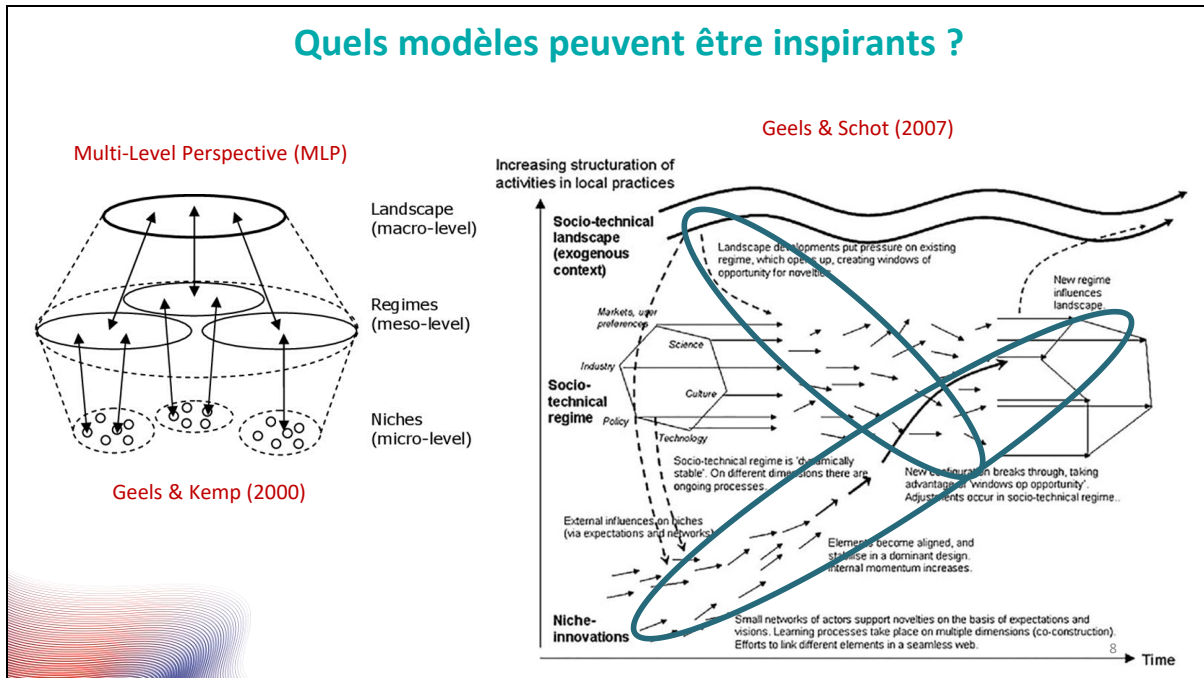 Quels modèles peuvent être inspirants ?
Multi-Level Perspective (MLP)
Landscape
(macro-level)
Regimes
(meso-level)
Niches
(micro-level)
Geels & Kemp (2000)
Geels & Schot (2007)
Increasing structuration of
activities in local practices
Socio-technical
landscape
(exogenous
context)
Landscape developments put pressure on existing
regime, which opens up, creating windows of
opportunity for novelties
New regime
influences
landscape.
Markets, user
preferences
Science
Industry
Socio-
technical
regime
Culture
Policy
Technology
Socio-technical regime is 'dynamically
stable'. On different dimensions there are
ongoing processes.
New configuration breaks through, taking
advantage of 'windows op opportunity'.
Adjustments occur in socio-technical regime..
External influences on niches
(via expectations and networks)
Elements become aligned, and
stabilise in a dominant design.
Internal momentum increases.
Niche-
innovations
Small networks of actors support novelties on the basis of expectations and
visions. Learning processes take place on multiple dimensions (co-construction).
Efforts to link different elements in a seamless web.
8
Time